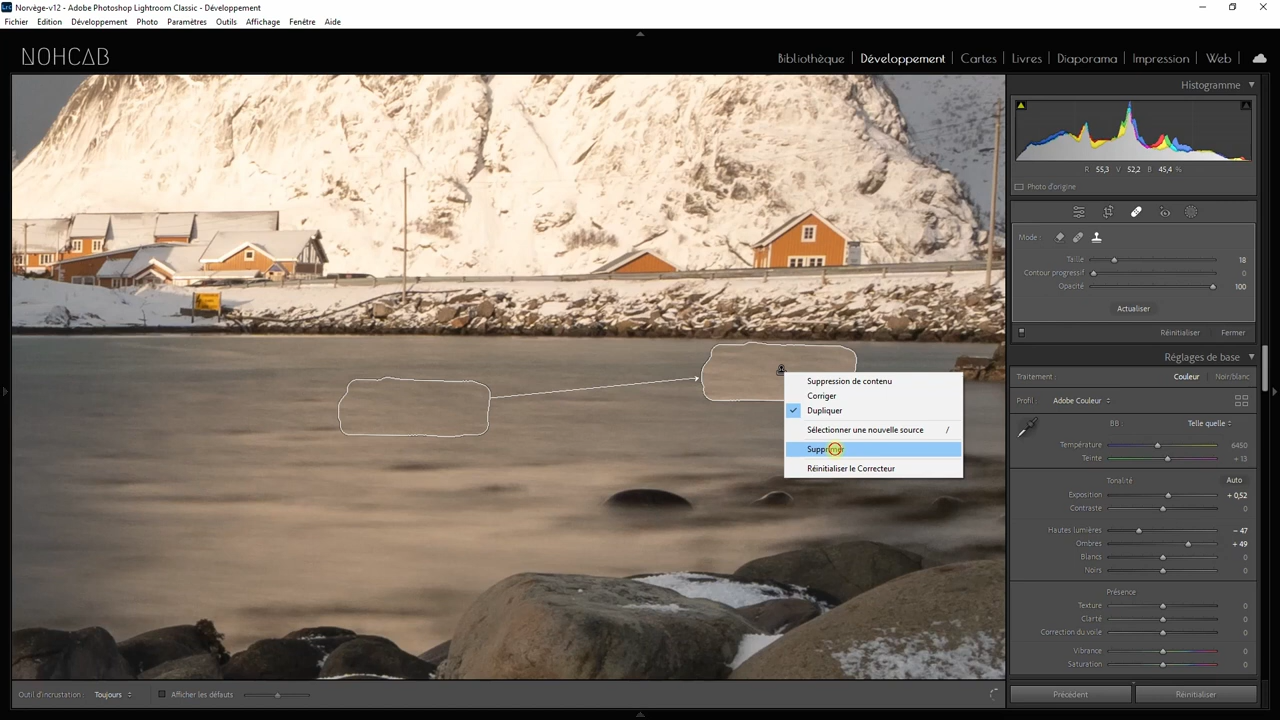 Lrc Norvège-v12 - Adobe Photoshop Lightroom Classic - Développement
Fichier Edition Développement Photo Paramètres Outils Affichage Fenêtre Aide
NOHCAB
Bibliothèque Développement Cartes Livres Diaporama Impression Web
Histogramme
R 55,3 V 52,2 B 45,4 %
Photo d'origine
Mode :
Taille 18
Contour progressif 0
Opacité 100
Actualiser
Réinitialiser Fermer
Réglages de base
Traitement : Couleur Noir/blanc
Profil Adobe Couleur
BB : Telle quelle
Température 6450
Teinte + 13
Tonalité Auto
Exposition + 0,52
Contraste 0
Hautes lumières – 47
Ombres + 49
Blancs 0
Noirs 0
Présence
Texture 0
Clarté 0
Correction du voile 0
Vibrance 0
Saturation 0
Précédent Réinitialiser
Suppression de contenu
Corriger
Dupliquer
Sélectionner une nouvelle source /
Supprimer
Réinitialiser le Correcteur
Outil d'incrustation : Toujours Afficher les défauts